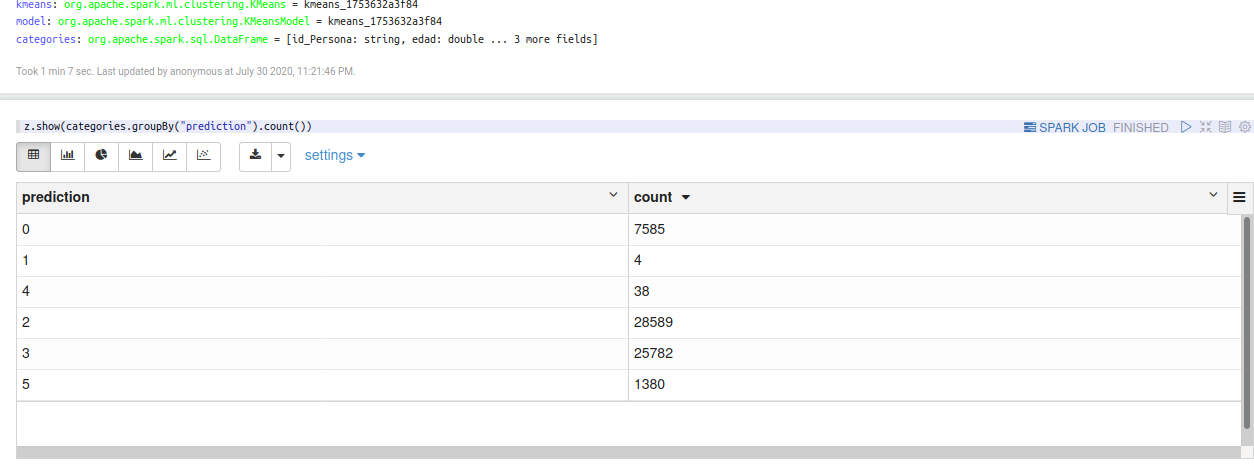 kmeans: org.apache.spark.ml.clustering.KMeans = kmeans_1753632a3f84
model: org.apache.spark.ml.clustering.KMeansModel = kmeans_1753632a3f84
categories: org.apache.spark.sql.DataFrame = [id_Persona: string, edad: double ... 3 more fields]
Took 1 min 7 sec. Last updated by anonymous at July 30 2020, 11:21:46 PM.
z.show(categories.groupBy("prediction").count()) SPARK JOB FINISHED
settings
prediction count
0 7585
1 4
4 38
2 28589
3 25782
5 1380